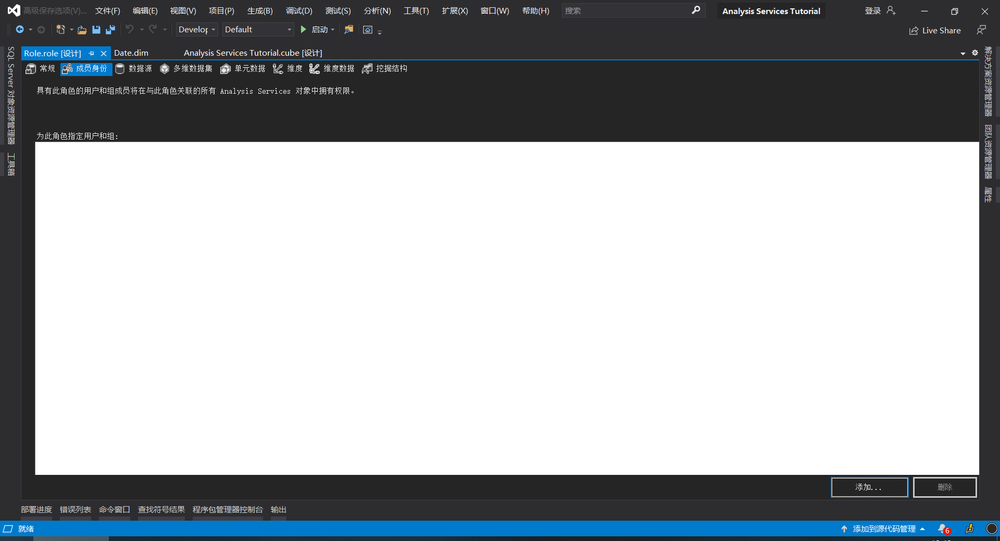 高级保存选项(V)... 文件(F) 编辑(E) 视图(V) 项目(P) 生成(B) 调试(D) 测试(S) 分析(N) 工具(T) 扩展(X) 窗口(W) 帮助(H) 搜索 Analysis Services Tutorial 登录
Develop Default 启动 Live Share
SQL Server 对象资源管理器
工具箱
Role.role [设计] Date.dim Analysis Services Tutorial.cube [设计]
常规 成员身份 数据源 多维数据集 单元数据 维度 维度数据 挖掘结构
具有此角色的用户和组成员将在与此角色关联的所有 Analysis Services 对象中拥有权限。
为此角色指定用户和组:
解决方案资源管理器
团队资源管理器
属性
添加... 删除
部署进度 错误列表 命令窗口 查找符号结果 程序包管理器控制台 输出
就绪 添加到源代码管理 6